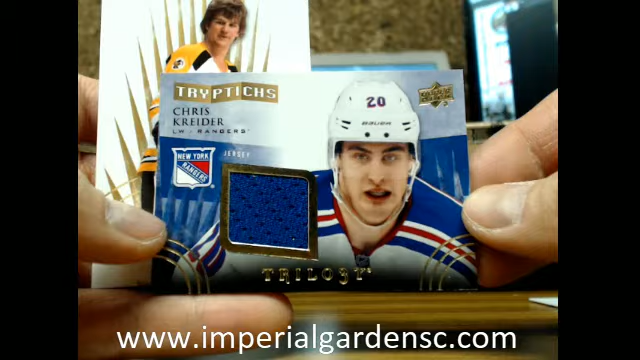 TRYPTICHS
CHRIS
KREIDER
LW - RANGERS
JERSEY
NEW YORK
RANGERS
20
BAUER
UPPER DECK
TRILOGY
www.imperialgardensc.com